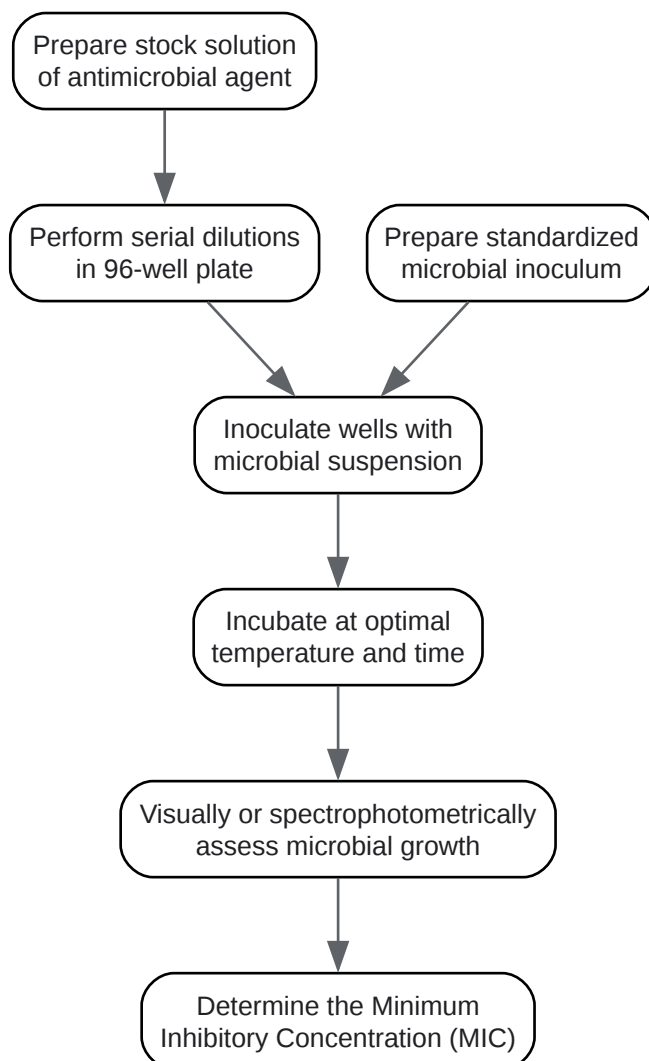 Prepare stock solution
of antimicrobial agent
Perform serial dilutions
in 96-well plate
Prepare standardized
microbial inoculum
Inoculate wells with
microbial suspension
Incubate at optimal
temperature and time
Visually or spectrophotometrically
assess microbial growth
Determine the Minimum
Inhibitory Concentration (MIC)